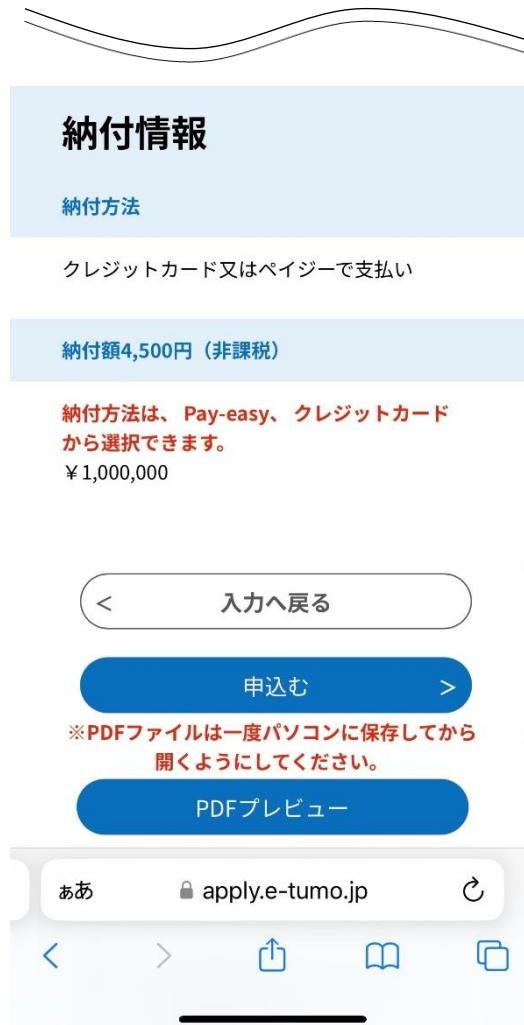 納付情報
納付方法
クレジットカード又はペイジーで支払い
納付額4,500円（非課税）
納付方法は、 Pay-easy、 クレジットカード
から選択できます。
￥1,000,000
< 入力へ戻る
申込む >
※PDFファイルは一度パソコンに保存してから
開くようにしてください。
PDFプレビュー
ぁあ apply.e-tumo.jp